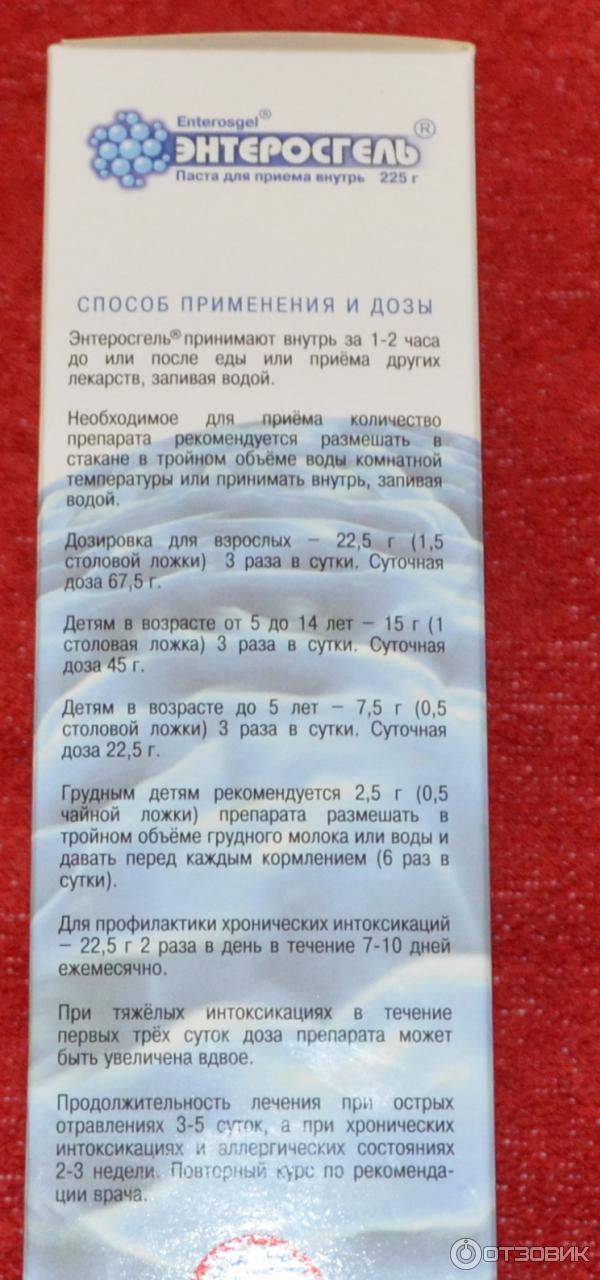 Enterosgel®
ЭНТЕРОСГЕЛЬ®
Паста для приема внутрь 225 г
СПОСОБ ПРИМЕНЕНИЯ И ДОЗЫ
Энтеросгель® принимают внутрь за 1-2 часа
до или после еды или приёма других
лекарств, запивая водой.
Необходимое для приёма количество
препарата рекомендуется размешать в
стакане в тройном объёме воды комнатной
температуры или принимать внутрь, запивая
водой.
Дозировка для взрослых – 22,5 г (1,5
столовой ложки) 3 раза в сутки. Суточная
доза 67,5 г.
Детям в возрасте от 5 до 14 лет – 15 г (1
столовая ложка) 3 раза в сутки. Суточная
доза 45 г.
Детям в возрасте до 5 лет – 7,5 г (0,5
столовой ложки) 3 раза в сутки. Суточная
доза 22,5 г.
Грудным детям рекомендуется 2,5 г (0,5
чайной ложки) препарата размешать в
тройном объёме грудного молока или воды и
давать перед каждым кормлением (6 раз в
сутки).
Для профилактики хронических интоксикаций
– 22,5 г 2 раза в день в течение 7-10 дней
ежемесячно.
При тяжёлых интоксикациях в течение
первых трёх суток доза препарата может
быть увеличена вдвое.
Продолжительность лечения при острых
отравлениях 3-5 суток, а при хронических
интоксикациях и аллергических состояниях
2-3 недели. Повторный курс по рекоменда-
ции врача.
ОТЗОВИК